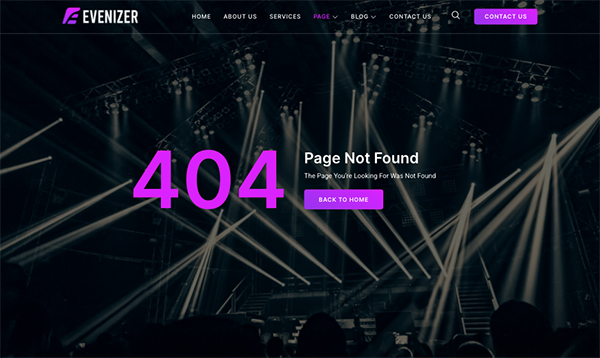 EVENIZER
HOME ABOUT US SERVICES PAGE BLOG CONTACT US CONTACT US
404
Page Not Found
The Page You're Looking For Was Not Found
BACK TO HOME